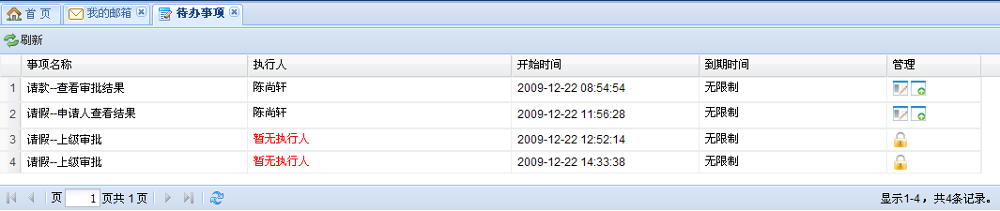 首 页 我的邮箱 待办事项
刷新
事项名称 执行人 开始时间 到期时间 管理
1 请款--查看审批结果 陈尚轩 2009-12-22 08:54:54 无限制
2 请假--申请人查看结果 陈尚轩 2009-12-22 11:56:28 无限制
3 请假--上级审批 暂无执行人 2009-12-22 12:52:14 无限制
4 请假--上级审批 暂无执行人 2009-12-22 14:33:38 无限制
页 1 页共 1 页 显示1-4，共4条记录。